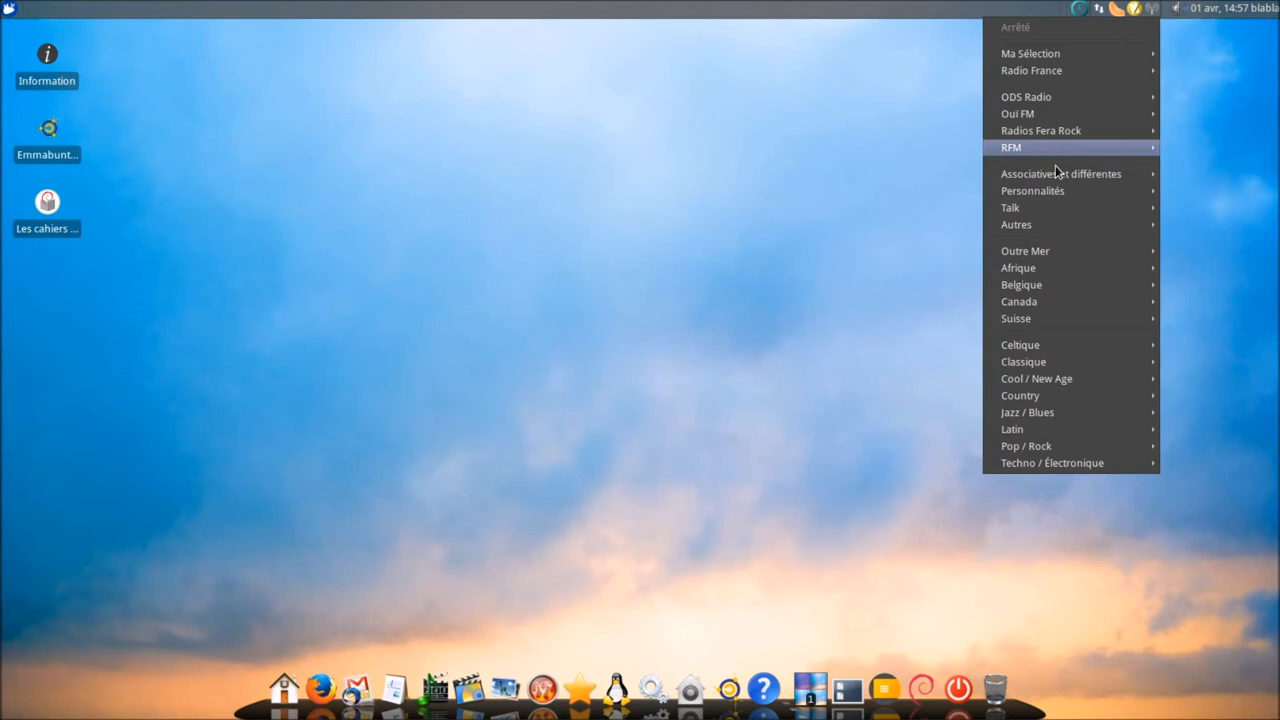 01 avr, 14:57 blabla
Arrêté
Ma Sélection
Radio France
ODS Radio
Ouï FM
Radios Fera Rock
RFM
Associatives et différentes
Personnalités
Talk
Autres
Outre Mer
Afrique
Belgique
Canada
Suisse
Celtique
Classique
Cool / New Age
Country
Jazz / Blues
Latin
Pop / Rock
Techno / Électronique
Information
Emmabunt...
Les cahiers ...
1